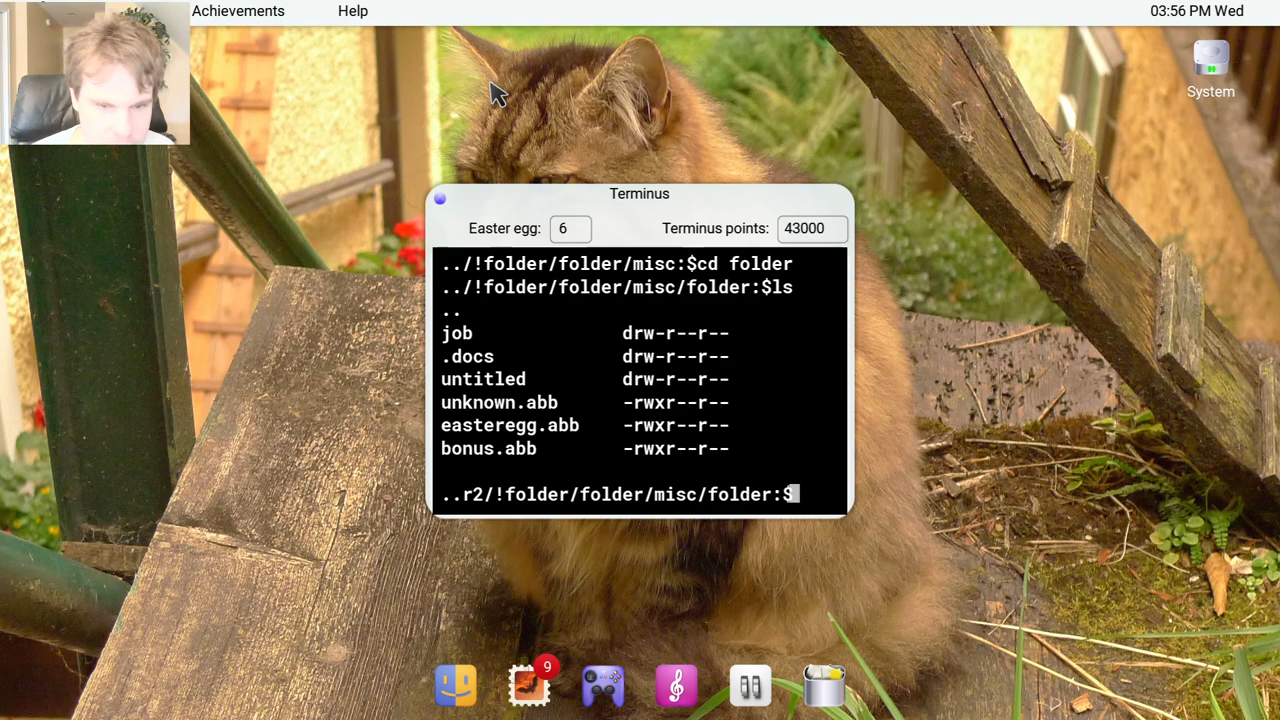 Achievements Help 03:56 PM Wed
System
Terminus
Easter egg: 6 Terminus points: 43000
../!folder/folder/misc:$cd folder
../!folder/folder/misc/folder:$ls
..
job drw-r--r--
.docs drw-r--r--
untitled drw-r--r--
unknown.abb -rwxr--r--
easteregg.abb -rwxr--r--
bonus.abb -rwxr--r--
..r2/!folder/folder/misc/folder:$
9